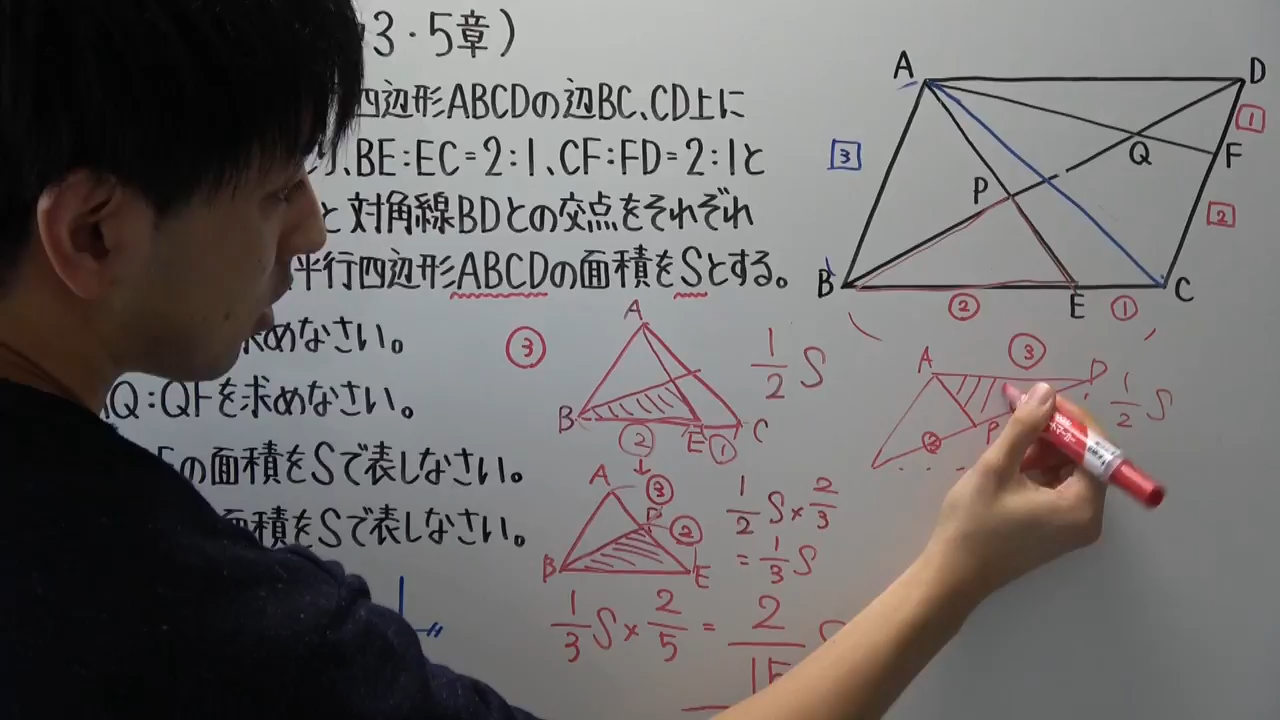 3・5章)
四辺形ABCDの辺BC、CD上に
、BE:EC=2:1、CF:FD=2:1と
と対角線BDとの交点をそれぞれ
平行四辺形ABCDの面積をSとする。
求めなさい。
Q:QFを求めなさい。
の面積をSで表しなさい。
面積をSで表しなさい。
A
D
3
1
Q
F
P
2
B
2
E
1
C
3
A
1/2 S
B
2
E
1
C
A
3
P
2
B
E
1/2 S × 2/3
= 1/3 S
1/3 S × 2/5 = 2/15
A
3
D
1/2 S
2
P